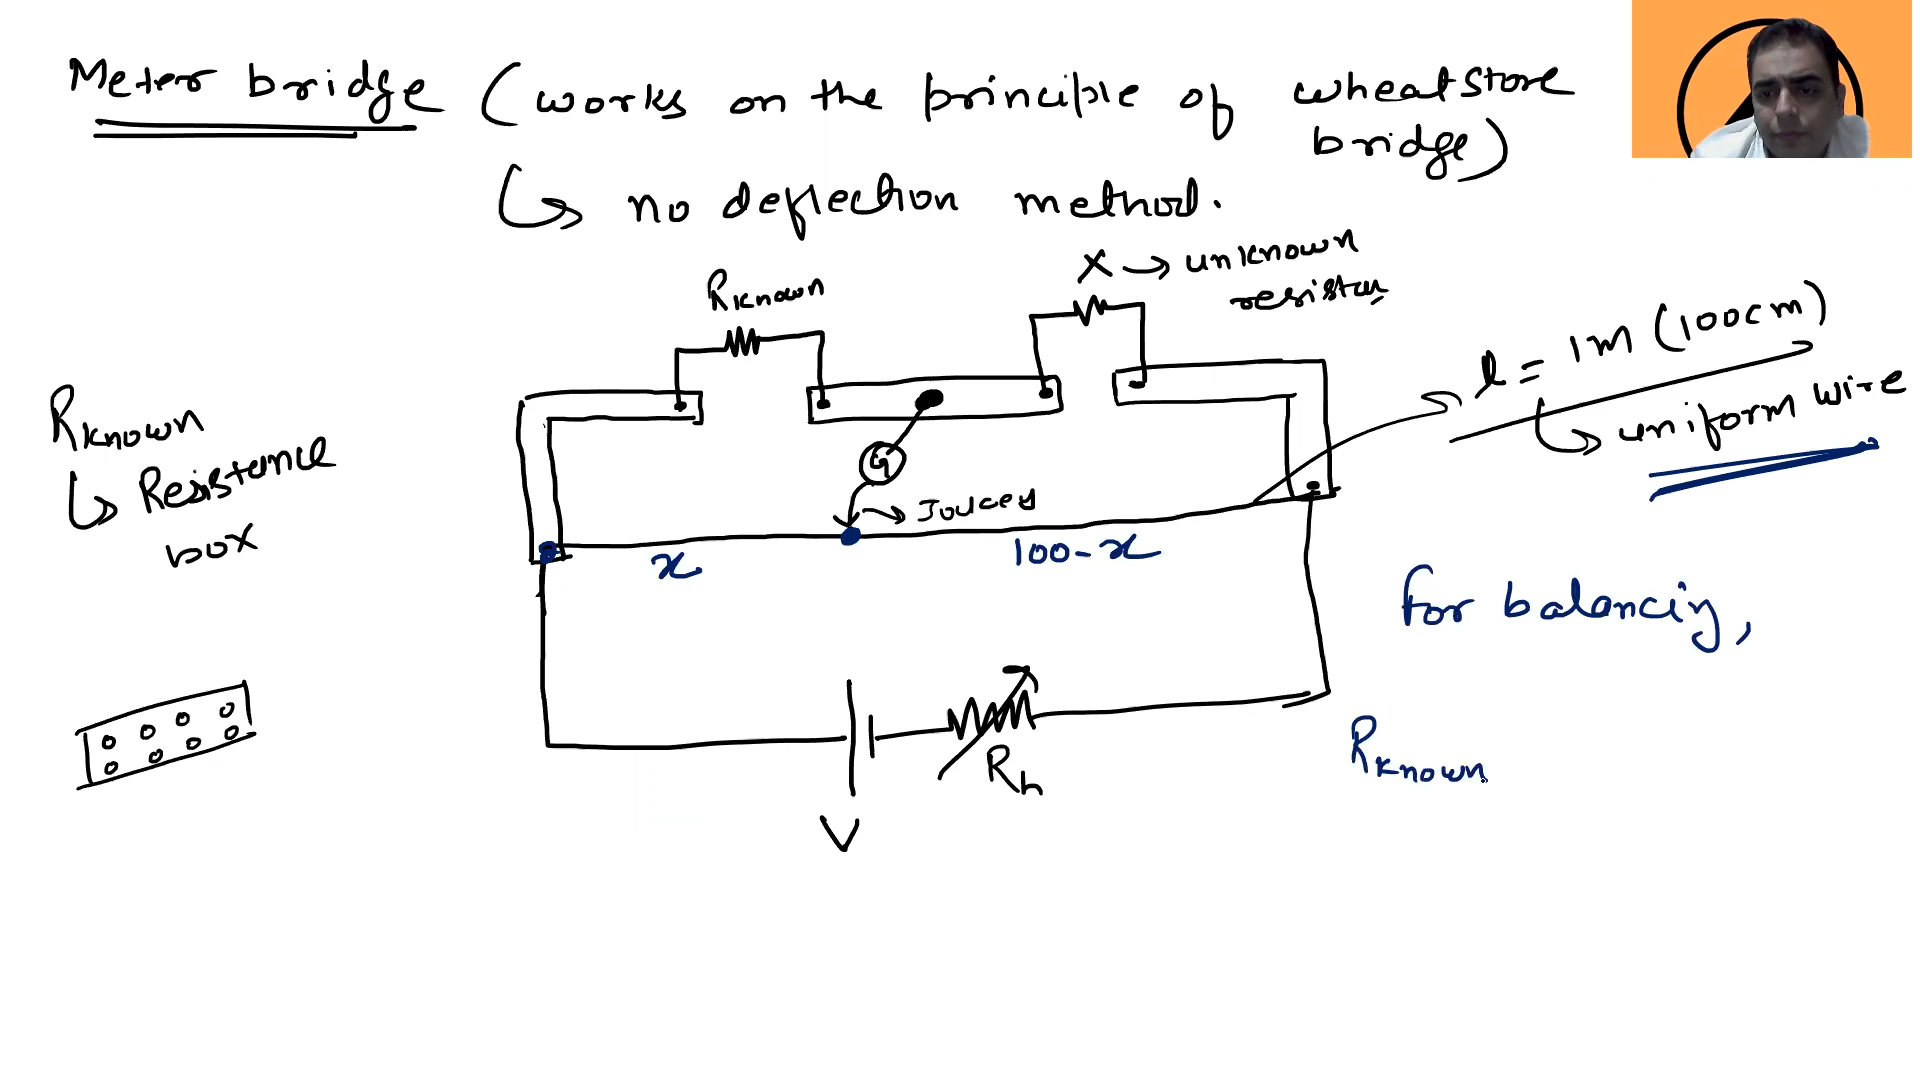 Meter bridge (works on the principle of wheatstone
bridge)
↳ no deflection method.
Rknown
X → unknown
resistor
l = 1m (100cm)
↳ uniform wire
Rknown
↳ Resistance
box
G
→ Jockey
x
100-x
for balancing,
Rh
V
Rknown